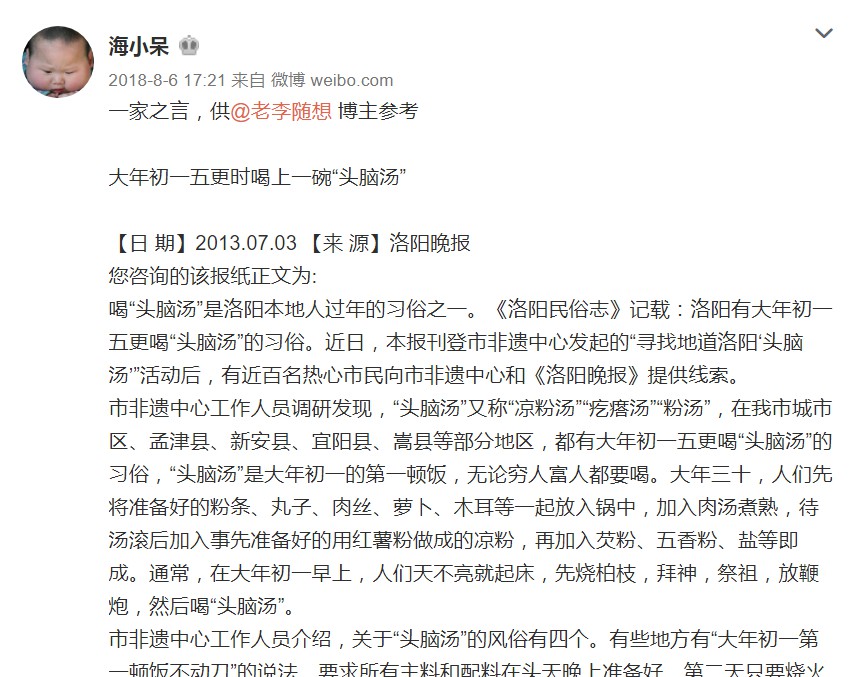 海小呆
2018-8-6 17:21 来自 微博 weibo.com
一家之言，供@老李随想 博主参考
大年初一五更时喝上一碗“头脑汤”
【日 期】2013.07.03 【来 源】洛阳晚报
您咨询的该报纸正文为:
喝“头脑汤”是洛阳本地人过年的习俗之一。《洛阳民俗志》记载：洛阳有大年初一
五更喝“头脑汤”的习俗。近日，本报刊登市非遗中心发起的“寻找地道洛阳‘头脑
汤’”活动后，有近百名热心市民向市非遗中心和《洛阳晚报》提供线索。
市非遗中心工作人员调研发现，“头脑汤”又称“凉粉汤”“疙瘩汤”“粉汤”，在我市城市
区、孟津县、新安县、宜阳县、嵩县等部分地区，都有大年初一五更喝“头脑汤”的
习俗，“头脑汤”是大年初一的第一顿饭，无论穷人富人都要喝。大年三十，人们先
将准备好的粉条、丸子、肉丝、萝卜、木耳等一起放入锅中，加入肉汤煮熟，待
汤滚后加入事先准备好的用红薯粉做成的凉粉，再加入芡粉、五香粉、盐等即
成。通常，在大年初一早上，人们天不亮就起床，先烧柏枝，拜神，祭祖，放鞭
炮，然后喝“头脑汤”。
市非遗中心工作人员介绍，关于“头脑汤”的风俗有四个。有些地方有“大年初一第
一顿饭不动刀”的说法，要求所有主料和配料在头天晚上准备好，第二天只要烧火